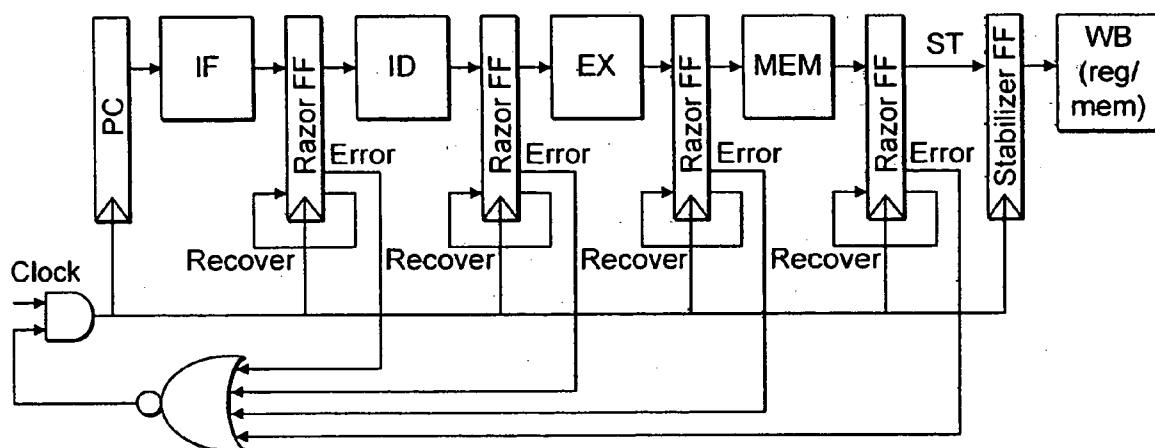 PC
IF
Razor FF
ID
Razor FF
EX
Razor FF
MEM
Razor FF
ST
Stabilizer FF
WB
(reg/
mem)
Error
Error
Error
Error
Recover
Recover
Recover
Recover
Clock